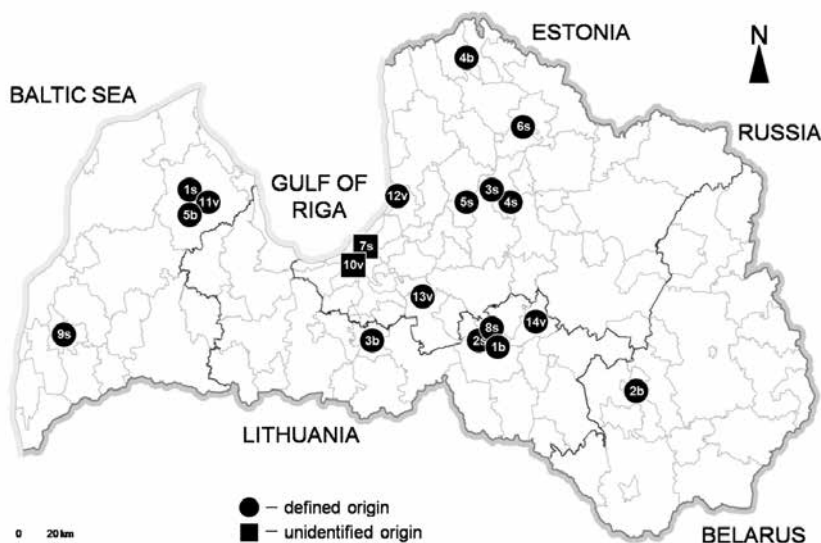 ESTONIA
N
4b
BALTIC SEA
6s
RUSSIA
1s
11v
5b
GULF OF
RIGA
12v
3s
5s
4s
7s
10v
13v
9s
3b
8s
2s
1b
14v
2b
LITHUANIA
– defined origin
– unidentified origin
0 20 km
BELARUS